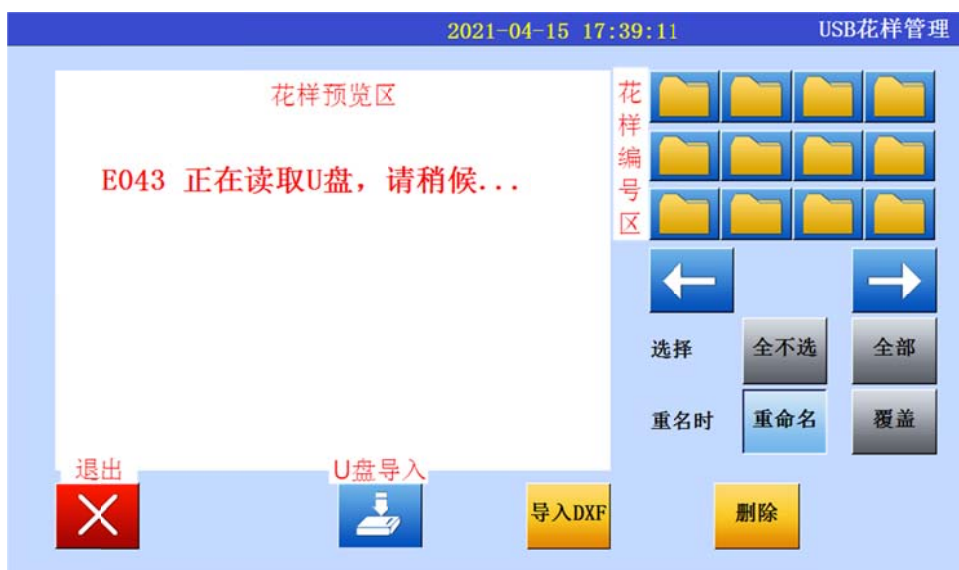 2021-04-15 17:39:11
USB花样管理
花样预览区
E043 正在读取U盘，请稍候...
花样编号区
选择
全不选
全部
重名时
重命名
覆盖
退出
U盘导入
导入DXF
删除